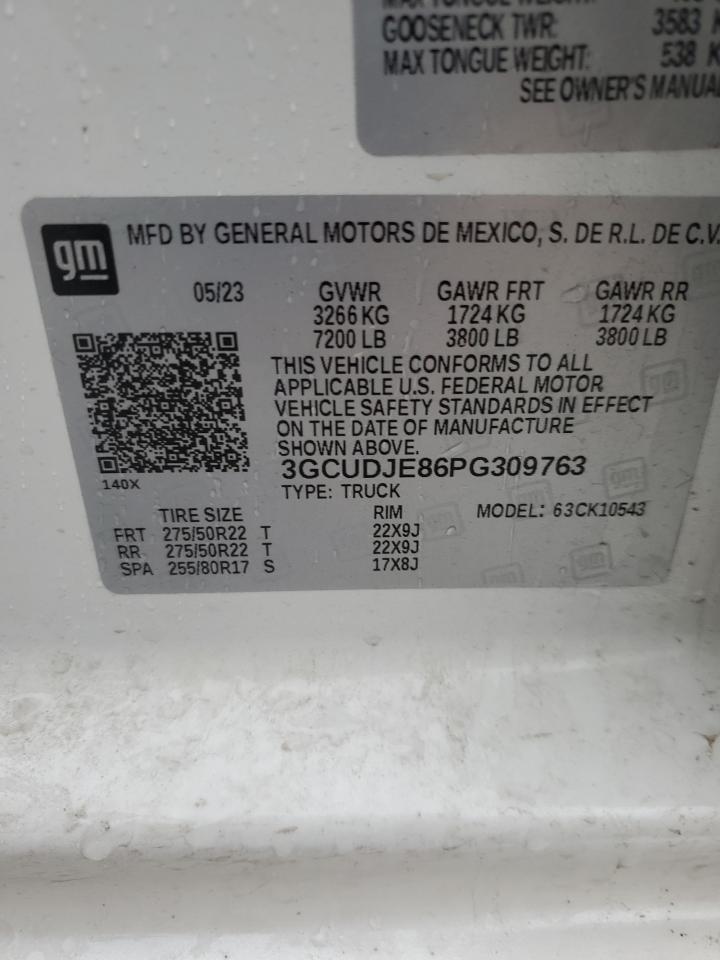 GOOSENECK TWR: 3583
MAX TONGUE WEIGHT: 538
SEE OWNER'S MANUAL
gm
MFD BY GENERAL MOTORS DE MEXICO, S. DE R.L. DE C.V.
05/23 GVWR GAWR FRT GAWR RR
3266 KG 1724 KG 1724 KG
7200 LB 3800 LB 3800 LB
THIS VEHICLE CONFORMS TO ALL
APPLICABLE U.S. FEDERAL MOTOR
VEHICLE SAFETY STANDARDS IN EFFECT
ON THE DATE OF MANUFACTURE
SHOWN ABOVE.
3GCUDJE86PG309763
140X
TYPE: TRUCK
TIRE SIZE RIM MODEL: 63CK10543
FRT 275/50R22 T 22X9J
RR 275/50R22 T 22X9J
SPA 255/80R17 S 17X8J